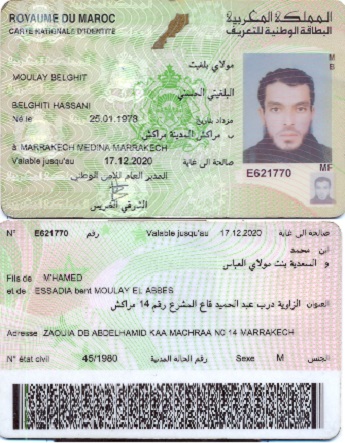 ROYAUME DU MAROC
المملكة المغربية
CARTE NATIONALE D'IDENTITÉ
البطاقة الوطنية للتعريف
MOULAY BELGHIT
مولاي بلغيت
البلغيتي الحسني
BELGHITI HASSANI
Né le 25.01.1978 مزداد بتاريخ
بـ مراكش المدينة مراكش
à MARRAKECH MEDINA MARRAKECH
Valable jusqu'au 17.12.2020 صالحة الى غاية
E621770
المدير العام للأمن الوطني
الشرقي الضريس
N° E621770 رقم Valable jusqu'au 17.12.2020 صالحة الى غاية
ابن محمد
و السعدية بنت مولاي العباس
Fils de M'HAMED
et de ESSADIA bent MOULAY EL ABBES
العنوان الزاوية درب عبد الحميد قاع المشرع رقم 14 مراكش
Adresse ZAOUIA DB ABDELHAMID KAA MACHRAA NO 14 MARRAKECH
N° état civil 45/1980 رقم الحالة المدنية Sexe M الجنس